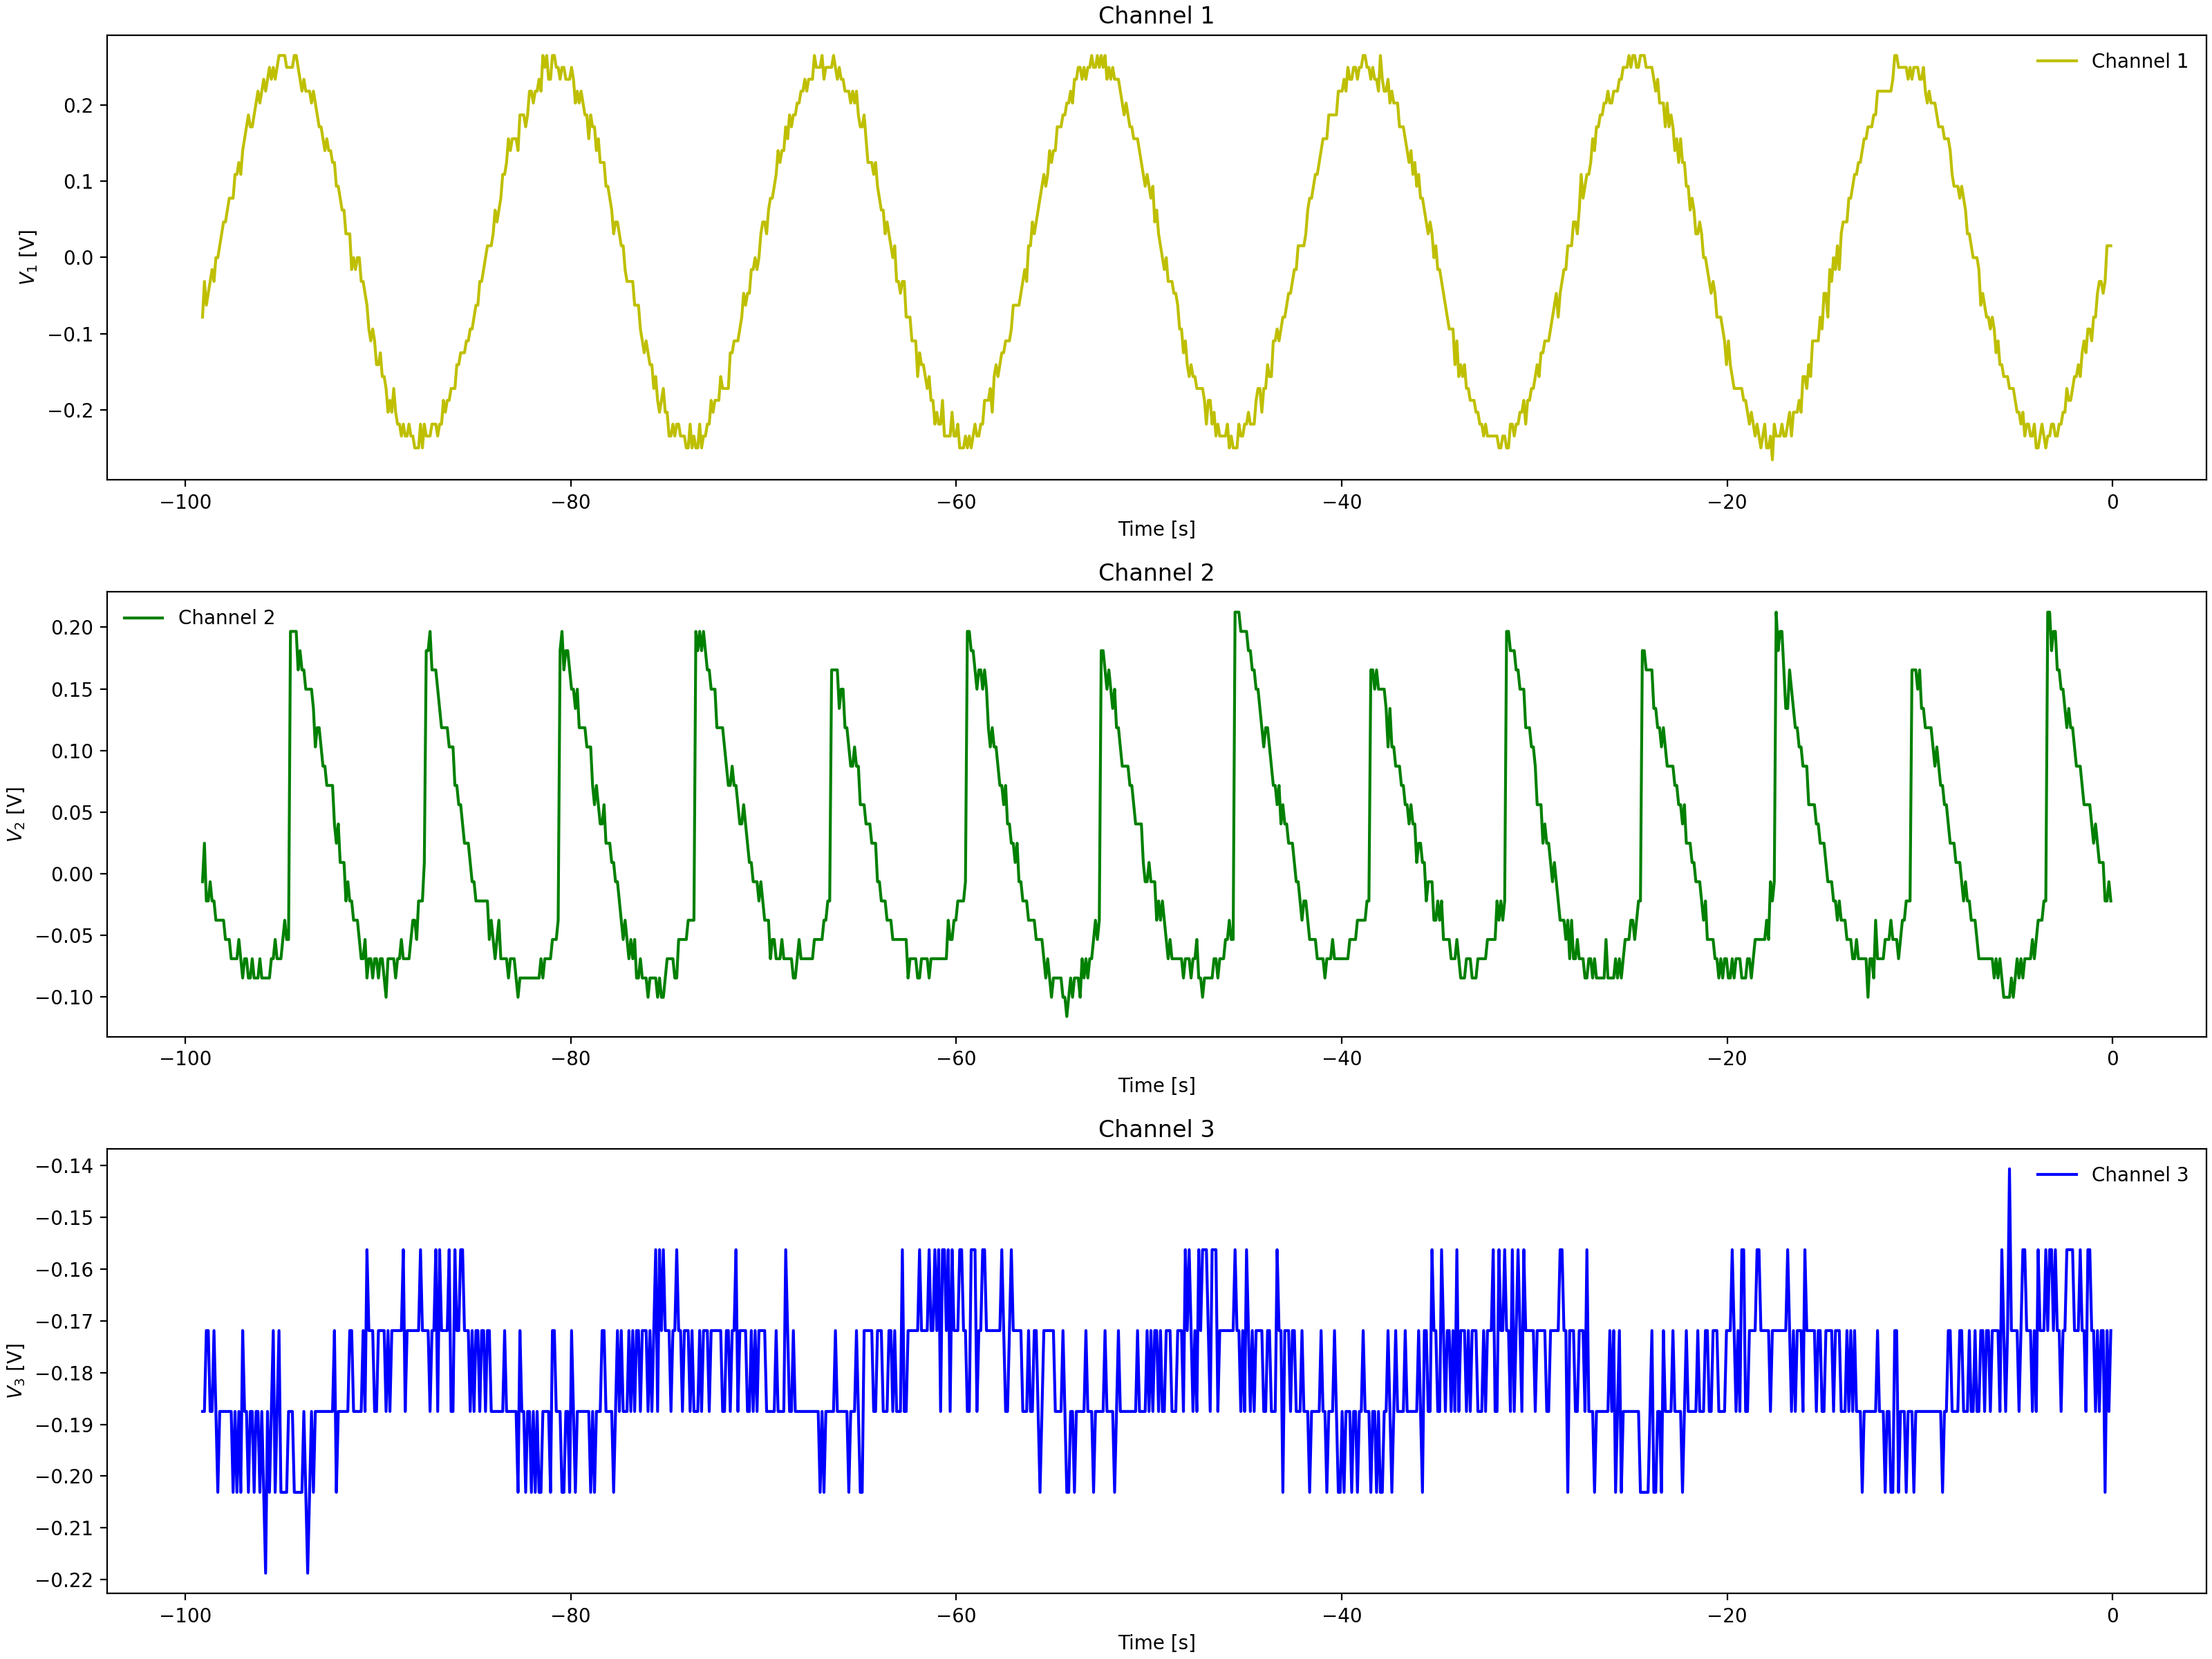 Channel 1
Channel 1
0.2
0.1
0.0
−0.1
−0.2
V₁ [V]
−100 −80 −60 −40 −20 0
Time [s]
Channel 2
Channel 2
0.20
0.15
0.10
0.05
0.00
−0.05
−0.10
V₂ [V]
−100 −80 −60 −40 −20 0
Time [s]
Channel 3
Channel 3
−0.14
−0.15
−0.16
−0.17
−0.18
−0.19
−0.20
−0.21
−0.22
V₃ [V]
−100 −80 −60 −40 −20 0
Time [s]